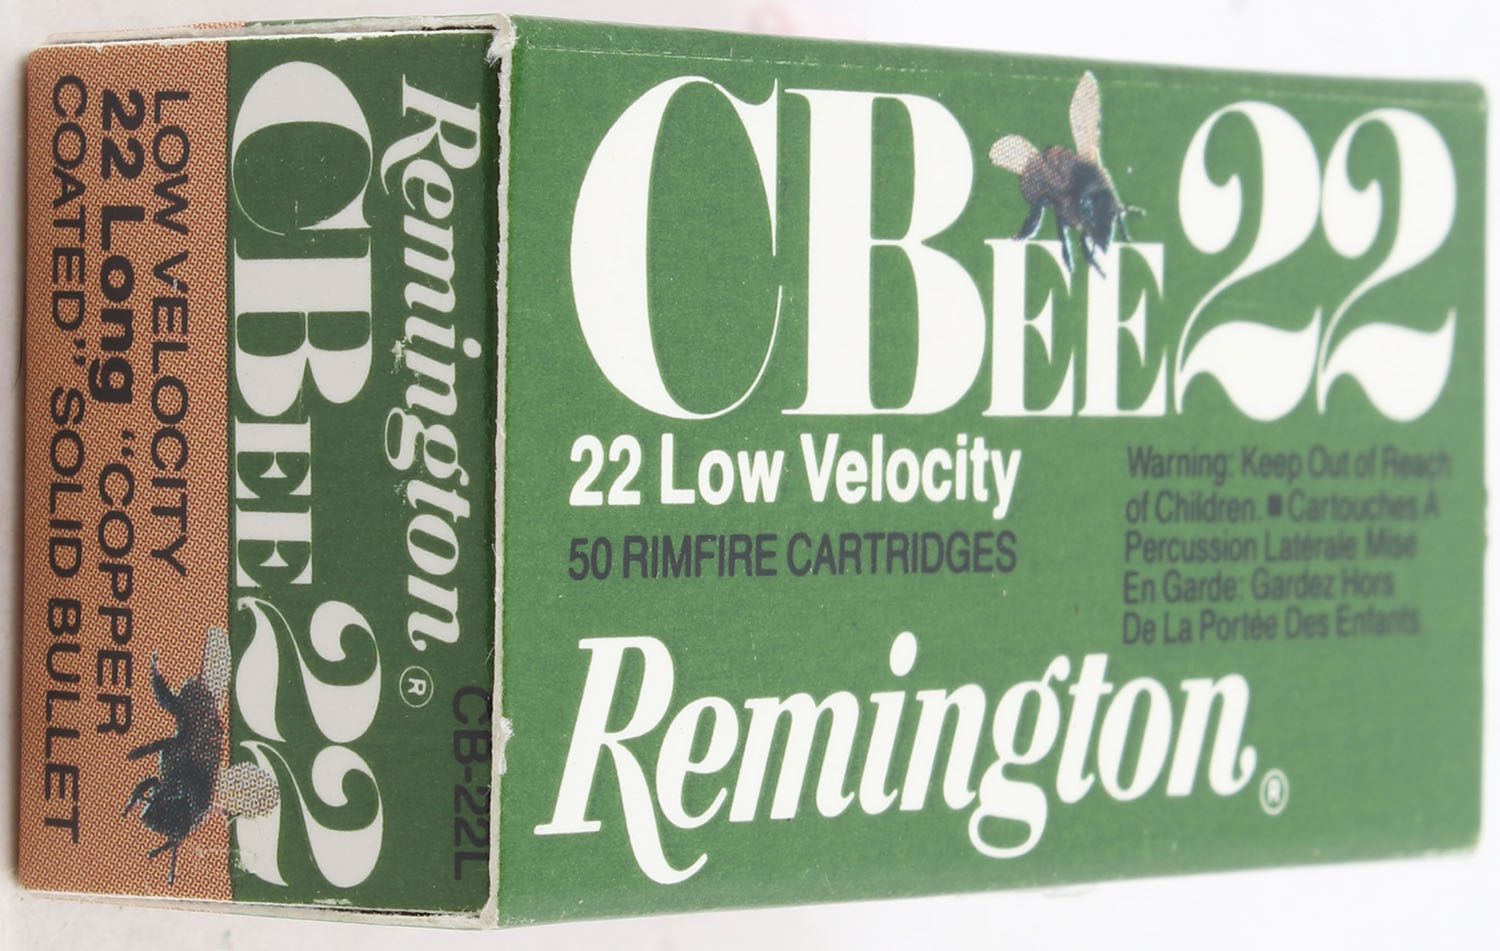 CBEE22
22 Low Velocity
50 RIMFIRE CARTRIDGES
Warning: Keep Out of Reach
of Children. ■ Cartouches A
Percussion Latérale Mise
En Garde: Gardez Hors
De La Portée Des Enfants.
Remington®
Remington®
CB-22L
CBEE22
LOW VELOCITY
22 Long "COPPER
COATED" SOLID BULLET